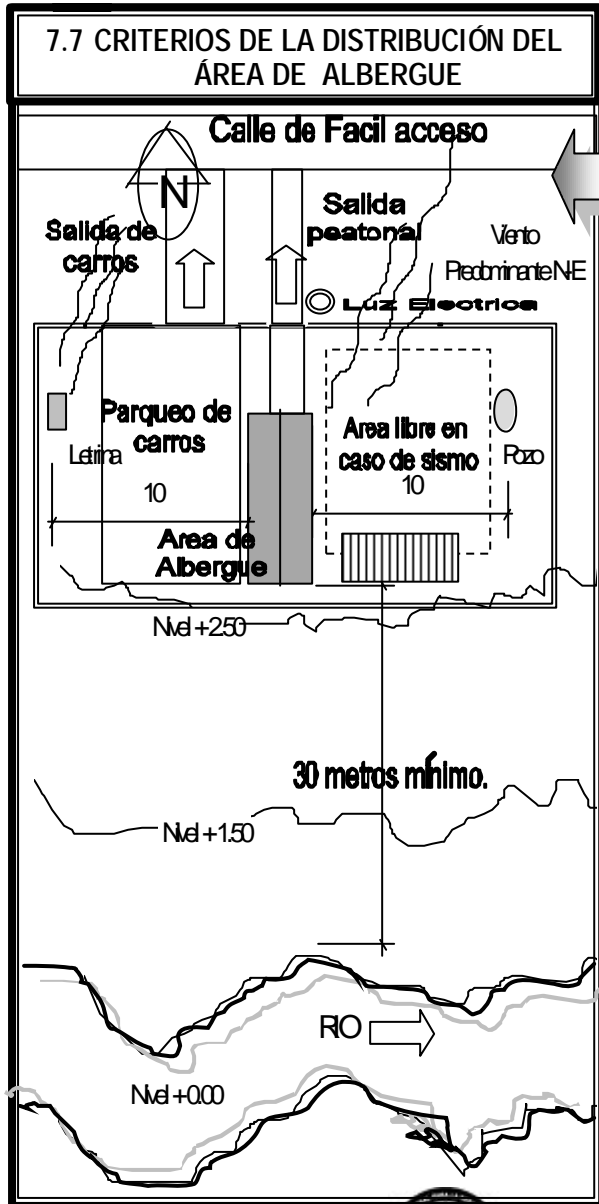 7.7 CRITERIOS DE LA DISTRIBUCIÓN DEL
ÁREA DE ALBERGUE
Calle de Facil acceso
N
Salida de
carros
Salida
peatonal
Viento
Predominante N-E
Luz Electrica
Parqueo de
carros
Letrina
10
Area libre en
caso de sismo
10
Pozo
Area de
Albergue
Nivel +2.50
30 metros mínimo.
Nivel +1.50
RIO
Nivel +0.00